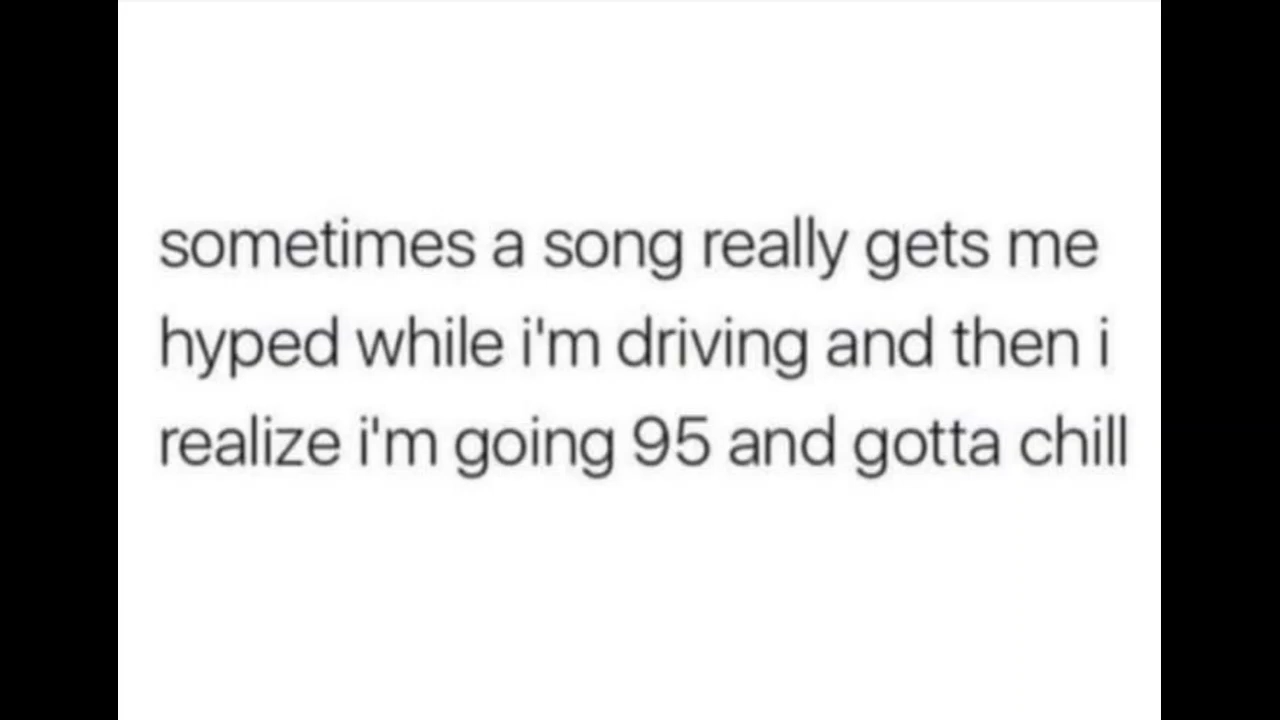 sometimes a song really gets me
hyped while i'm driving and then i
realize i'm going 95 and gotta chill